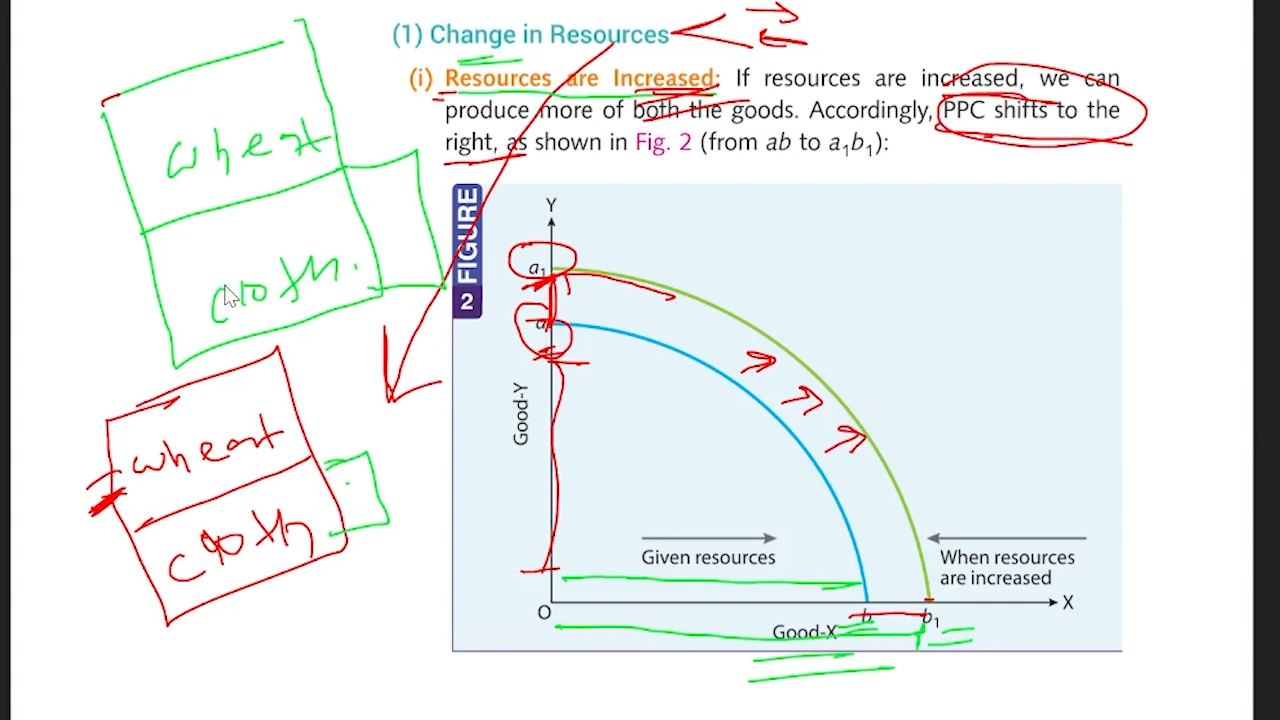 (1) Change in Resources
(i) Resources are Increased: If resources are increased, we can
produce more of both the goods. Accordingly, PPC shifts to the
right, as shown in Fig. 2 (from ab to a₁b₁):
wheat
cloth.
wheat
cloth
FIGURE
2
Y
a₁
a
Good-Y
Given resources
When resources
are increased
O
b
b₁
X
Good-X